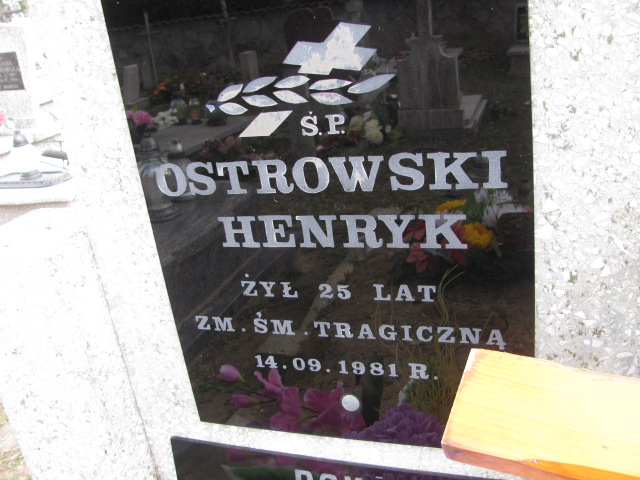 Ś.P.
OSTROWSKI
HENRYK
ŻYŁ 25 LAT
ZM. ŚM. TRAGICZNĄ
14.09.1981 R.